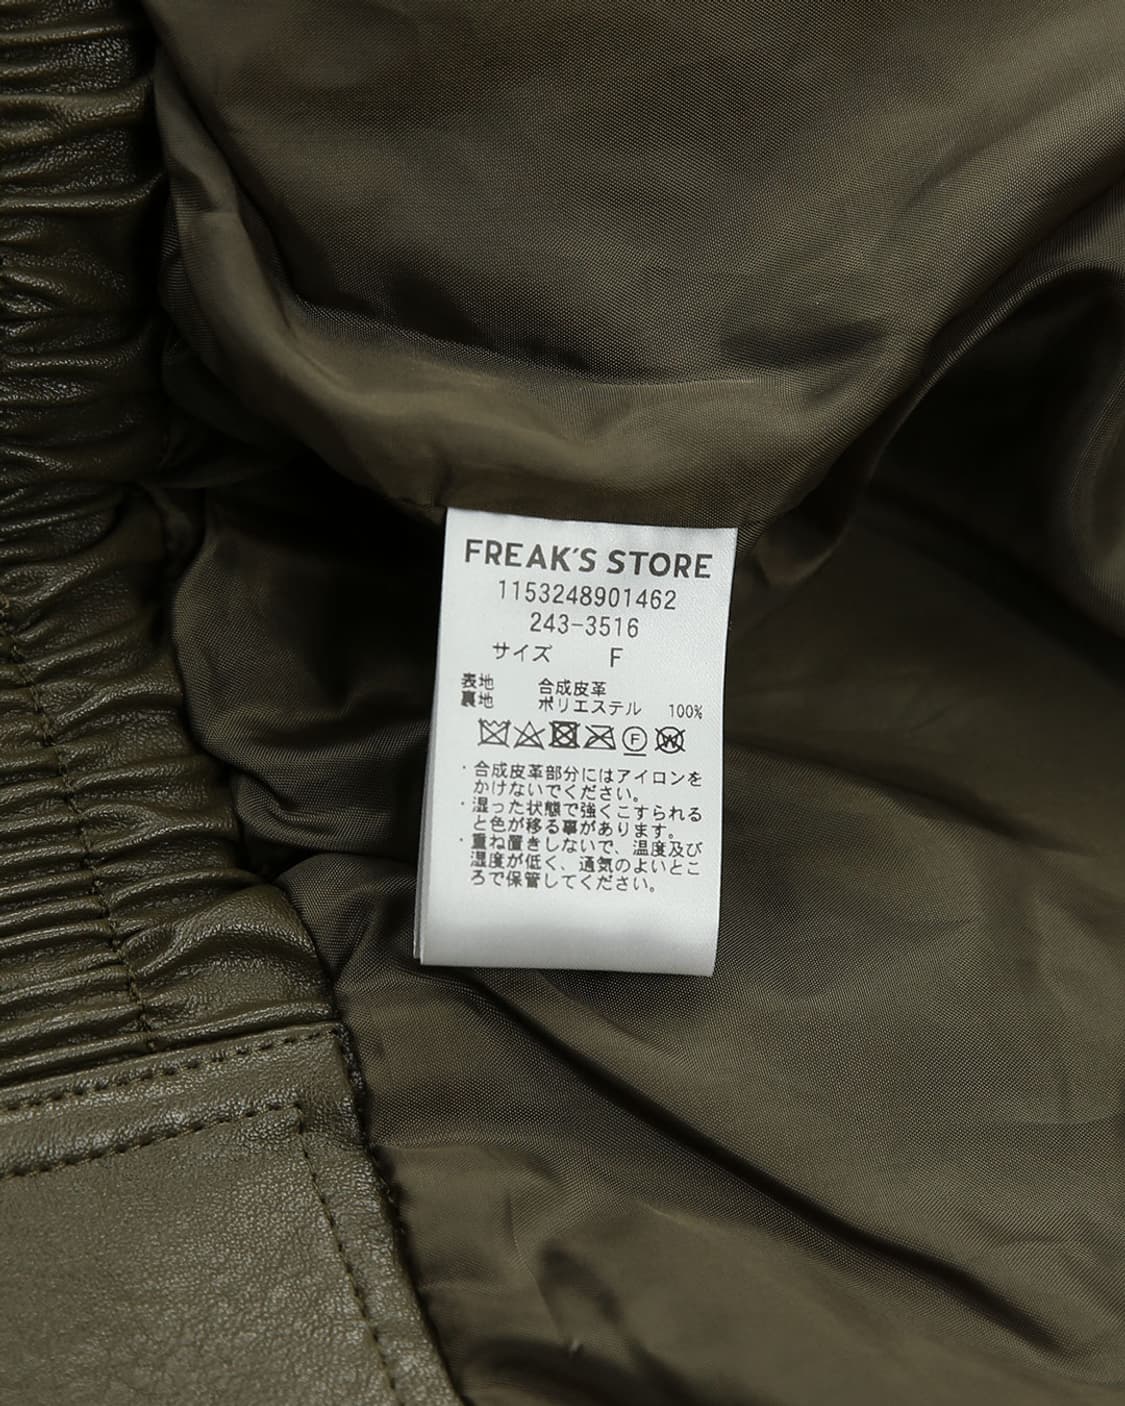 FREAK'S STORE
1153248901462
243-3516
サイズ F
表地 合成皮革
裏地 ポリエステル 100%
F W
・合成皮革部分にはアイロンを
かけないでください。
・湿った状態で強くこすられる
と色が移る事があります。
・重ね置きしないで、温度及び
湿度が低く、通気のよいとこ
ろで保管してください。